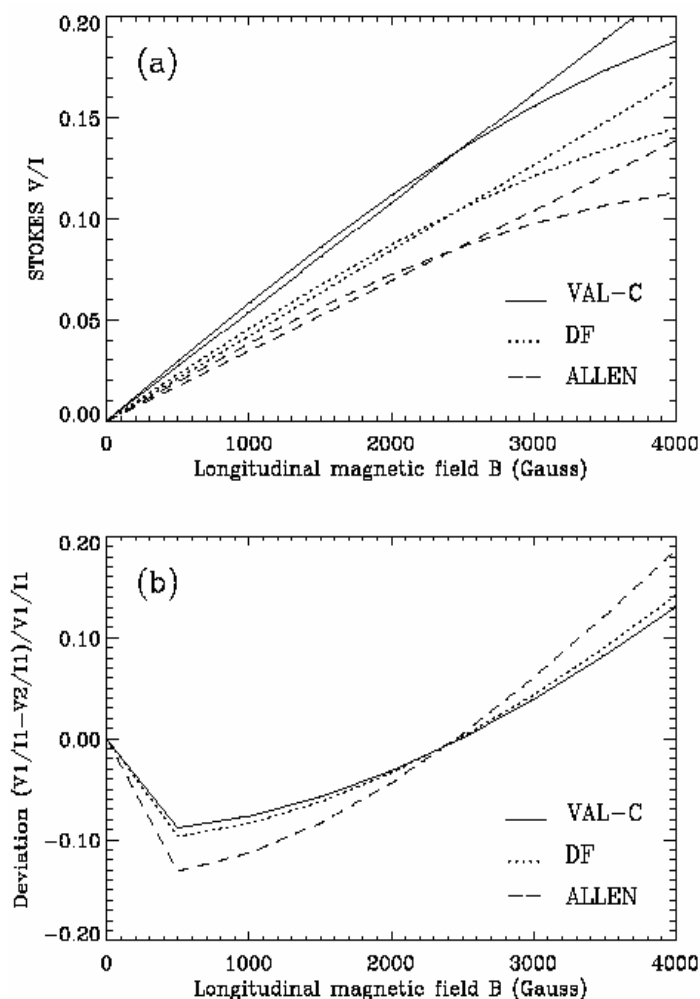 0.20
(a)
0.15
STOKES V/I
0.10
VAL-C
0.05
DF
ALLEN
0.00
0 1000 2000 3000 4000
Longitudinal magnetic field B (Gauss)
0.20
(b)
0.10
Deviation (V1/I1-V2/I1)/V1/I1
0.00
VAL-C
-0.10
DF
ALLEN
-0.20
0 1000 2000 3000 4000
Longitudinal magnetic field B (Gauss)